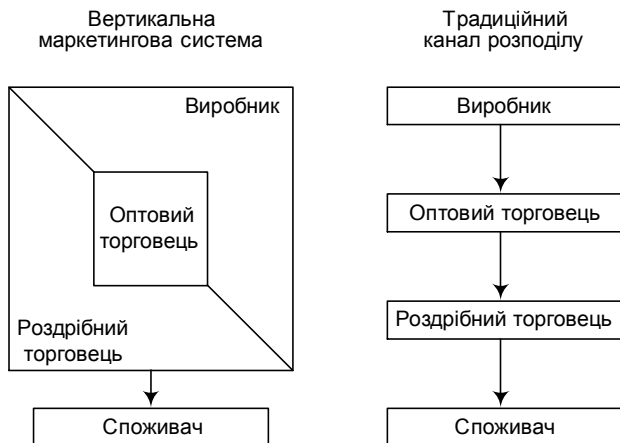 Вертикальна
маркетингова система
Виробник
Оптовий
торговець
Роздрібний
торговець
Споживач
Традиційний
канал розподілу
Виробник
Оптовий торговець
Роздрібний торговець
Споживач